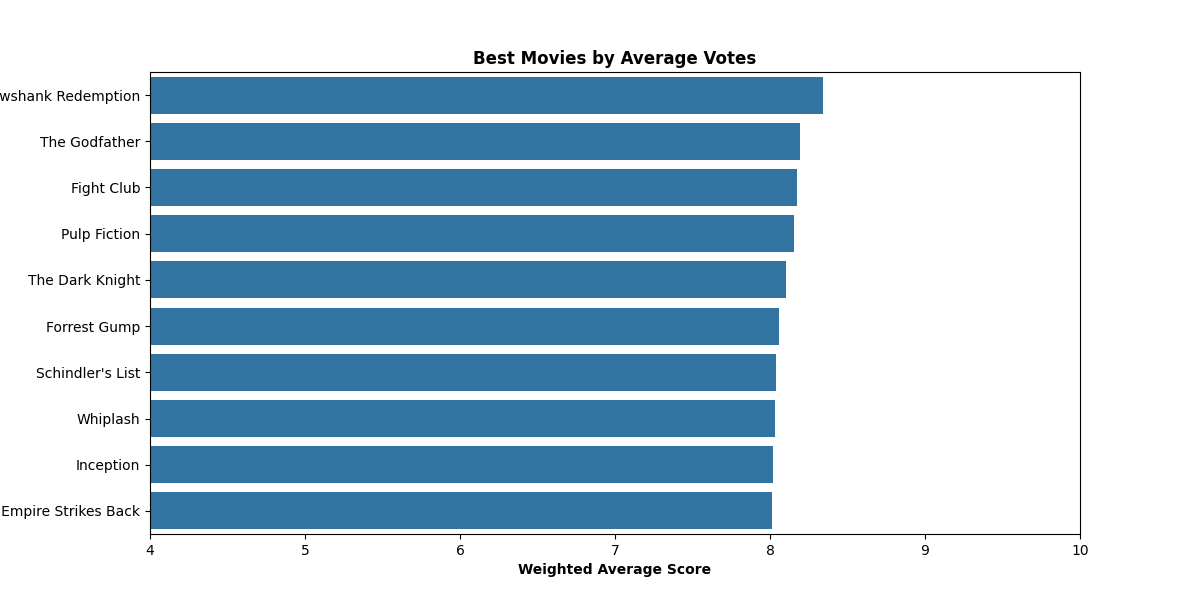 Best Movies by Average Votes
wshank Redemption
The Godfather
Fight Club
Pulp Fiction
The Dark Knight
Forrest Gump
Schindler's List
Whiplash
Inception
Empire Strikes Back
4 5 6 7 8 9 10
Weighted Average Score